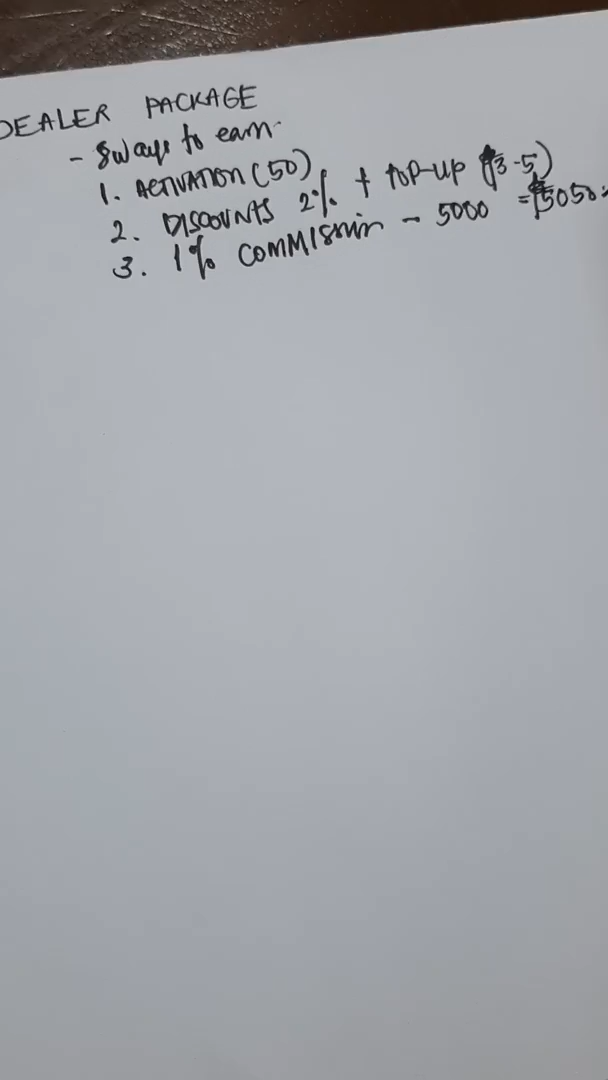 DEALER PACKAGE
- 8 ways to earn
1. ACTIVATION (50)
2. DISCOUNTS 2% + TOP-UP (₱3-5)
3. 1% COMMISSION - 5000 = ₱5050